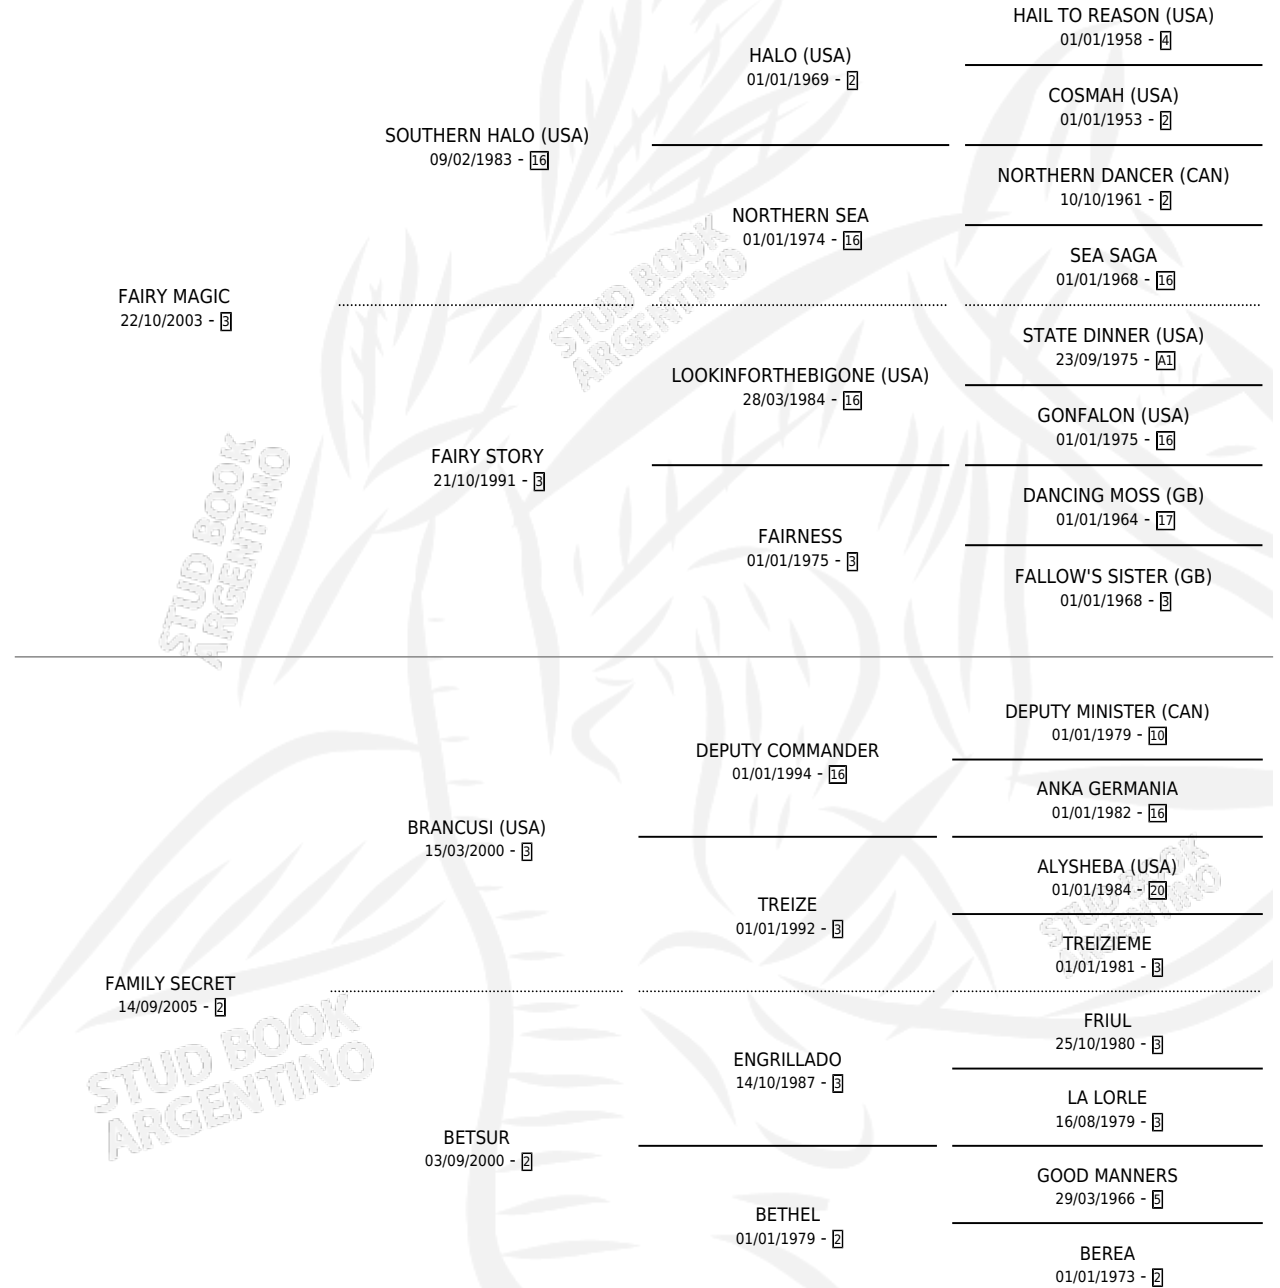 HAIL TO REASON (USA)
01/01/1958 - 4
HALO (USA)
01/01/1969 - 2
COSMAH (USA)
01/01/1953 - 2
SOUTHERN HALO (USA)
09/02/1983 - 16
NORTHERN DANCER (CAN)
10/10/1961 - 2
NORTHERN SEA
01/01/1974 - 16
SEA SAGA
01/01/1968 - 16
FAIRY MAGIC
22/10/2003 - 3
STATE DINNER (USA)
23/09/1975 - A1
LOOKINFORTHEBIGONE (USA)
28/03/1984 - 16
GONFALON (USA)
01/01/1975 - 16
FAIRY STORY
21/10/1991 - 3
DANCING MOSS (GB)
01/01/1964 - 17
FAIRNESS
01/01/1975 - 3
FALLOW'S SISTER (GB)
01/01/1968 - 3
DEPUTY MINISTER (CAN)
01/01/1979 - 10
DEPUTY COMMANDER
01/01/1994 - 16
ANKA GERMANIA
01/01/1982 - 16
BRANCUSI (USA)
15/03/2000 - 3
ALYSHEBA (USA)
01/01/1984 - 20
TREIZE
01/01/1992 - 3
TREIZIEME
01/01/1981 - 3
FAMILY SECRET
14/09/2005 - 2
FRIUL
25/10/1980 - 3
ENGRILLADO
14/10/1987 - 3
LA LORLE
16/08/1979 - 3
BETSUR
03/09/2000 - 2
GOOD MANNERS
29/03/1966 - 5
BETHEL
01/01/1979 - 2
BEREA
01/01/1973 - 2
STUD BOOK
ARGENTINO
STUD BOOK
ARGENTINO
STUD BOOK
ARGENTINO
STUD BOOK
ARGENTINO